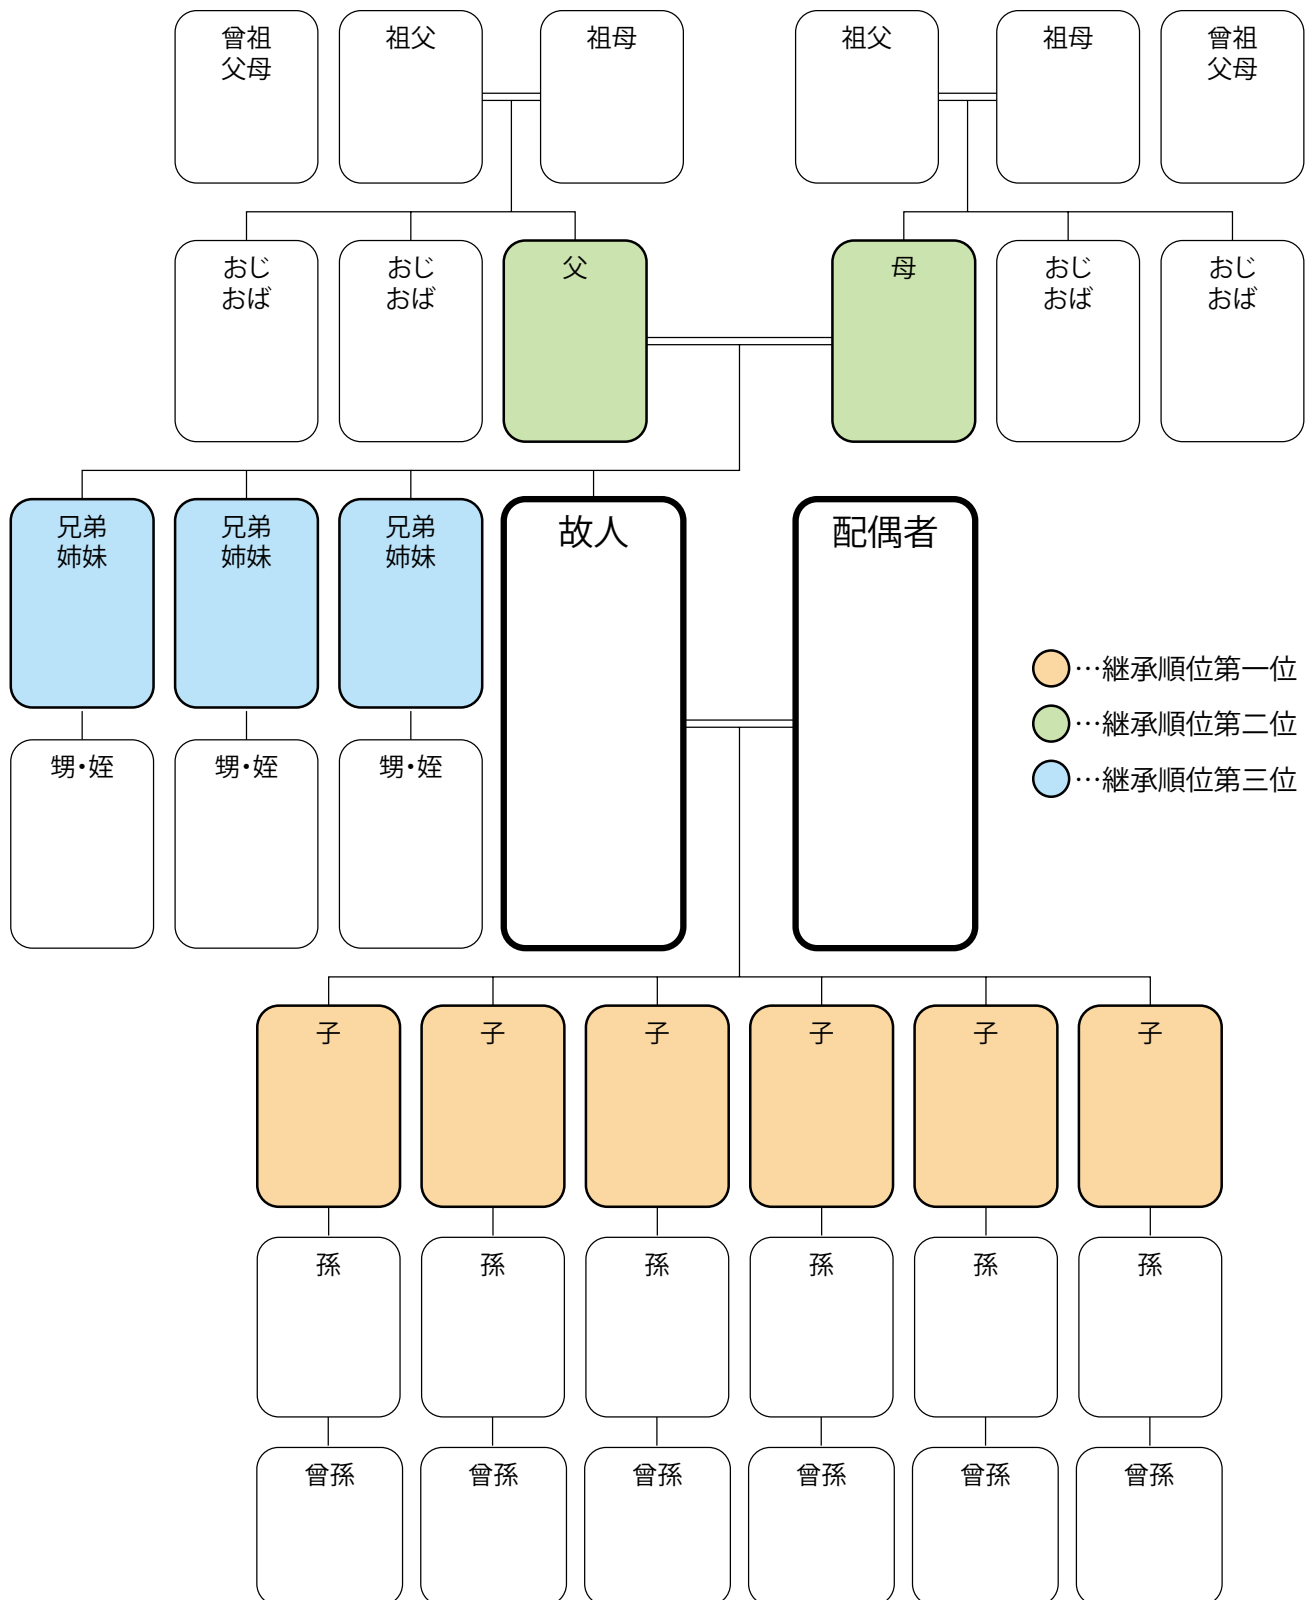 曾祖
父母
祖父
祖母
祖父
祖母
曾祖
父母
おじ
おば
おじ
おば
父
母
おじ
おば
おじ
おば
兄弟
姉妹
兄弟
姉妹
兄弟
姉妹
故人
配偶者
…継承順位第一位
…継承順位第二位
…継承順位第三位
甥・姪
甥・姪
甥・姪
子
子
子
子
子
子
孫
孫
孫
孫
孫
孫
曾孫
曾孫
曾孫
曾孫
曾孫
曾孫